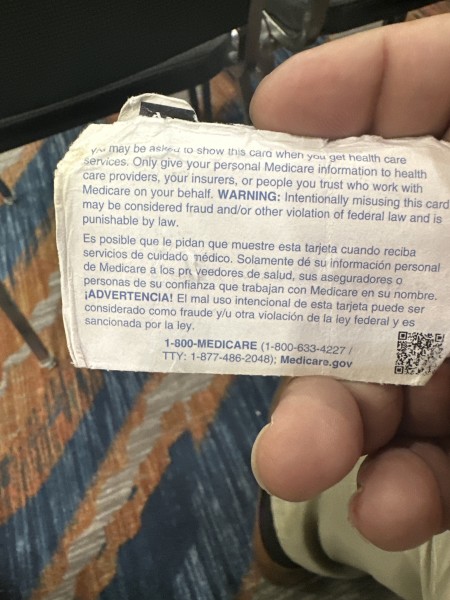 You may be asked to show this card when you get health care
services. Only give your personal Medicare information to health
care providers, your insurers, or people you trust who work with
Medicare on your behalf. WARNING: Intentionally misusing this card
may be considered fraud and/or other violation of federal law and is
punishable by law.
Es posible que le pidan que muestre esta tarjeta cuando reciba
servicios de cuidado médico. Solamente dé su información personal
de Medicare a los proveedores de salud, sus aseguradores o
personas de su confianza que trabajan con Medicare en su nombre.
¡ADVERTENCIA! El mal uso intencional de esta tarjeta puede ser
considerado como fraude y/u otra violación de la ley federal y es
sancionada por la ley.
1-800-MEDICARE (1-800-633-4227 /
TTY: 1-877-486-2048); Medicare.gov